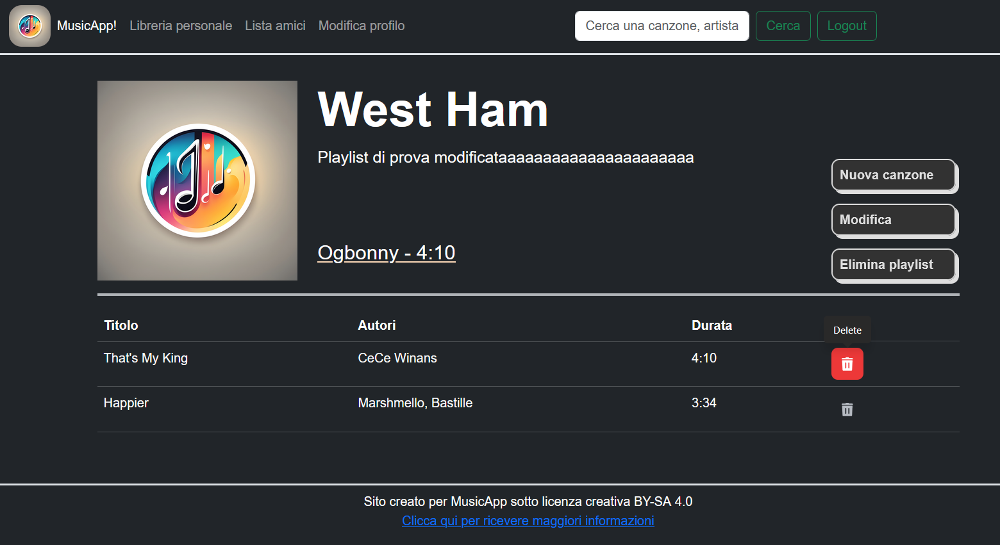 MusicApp! Libreria personale Lista amici Modifica profilo Cerca una canzone, artista Cerca Logout
West Ham
Playlist di prova modificataaaaaaaaaaaaaaaaaaaaaaa
Nuova canzone
Modifica
Ogbonny - 4:10
Elimina playlist
Titolo Autori Durata
Delete
That's My King CeCe Winans 4:10
Happier Marshmello, Bastille 3:34
Sito creato per MusicApp sotto licenza creativa BY-SA 4.0
Clicca qui per ricevere maggiori informazioni